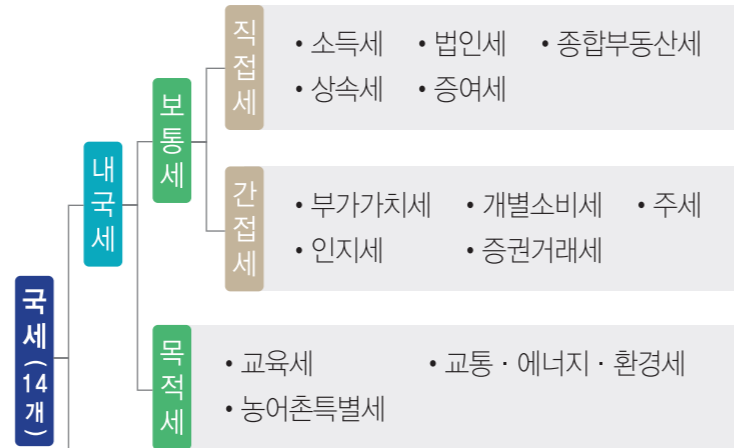 직접세
• 소득세 • 법인세 • 종합부동산세
• 상속세 • 증여세
보통세
내국세
간접세
• 부가가치세 • 개별소비세 • 주세
• 인지세 • 증권거래세
국세(14개)
목적세
• 교육세 • 교통 · 에너지 · 환경세
• 농어촌특별세